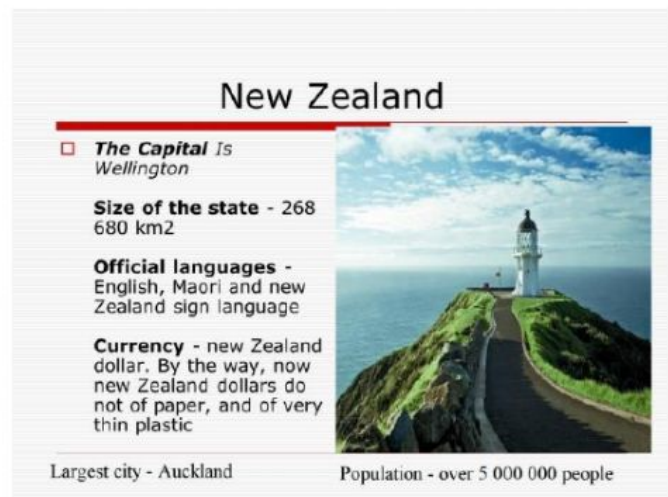 New Zealand
The Capital Is
Wellington
Size of the state - 268
680 km2
Official languages -
English, Maori and new
Zealand sign language
Currency - new Zealand
dollar. By the way, now
new Zealand dollars do
not of paper, and of very
thin plastic
Largest city - Auckland
Population - over 5 000 000 people